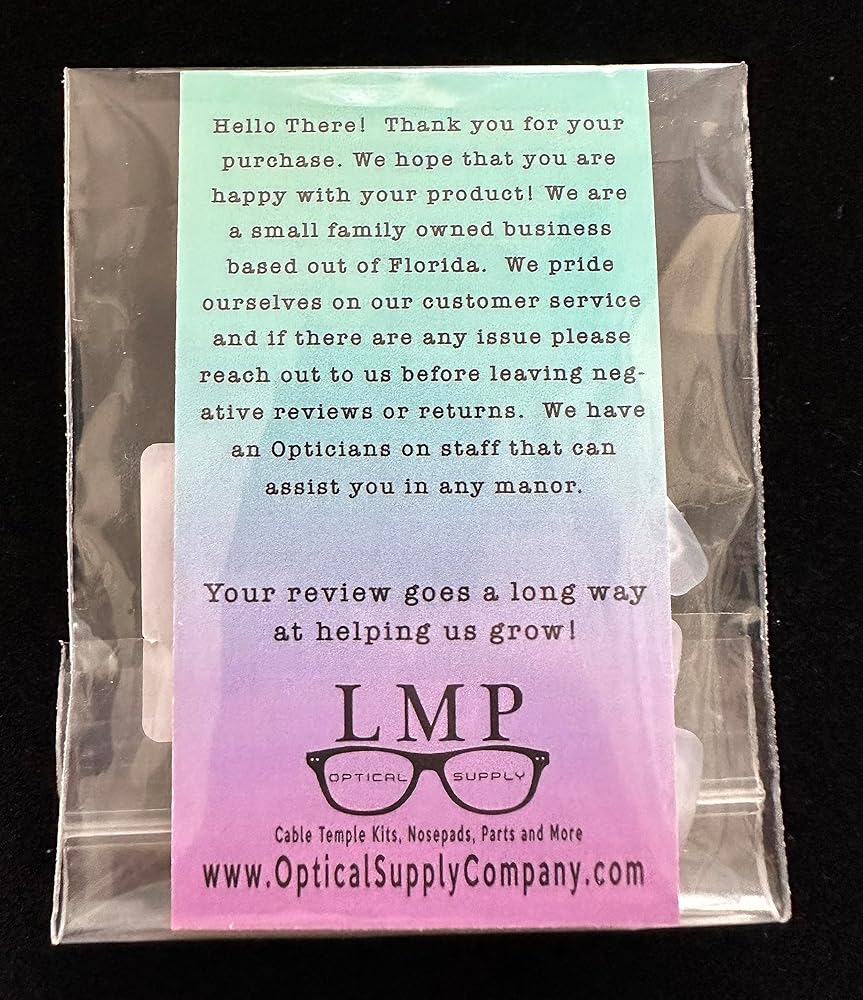 Hello There!  Thank you for your
purchase. We hope that you are
happy with your product! We are
a small family owned business
based out of Florida.  We pride
ourselves on our customer service
and if there are any issue please
reach out to us before leaving neg-
ative reviews or returns.  We have
an Opticians on staff that can
assist you in any manor.
Your review goes a long way
at helping us grow!
LMP
OPTICAL SUPPLY
Cable Temple Kits, Nosepads, Parts and More
www.OpticalSupplyCompany.com